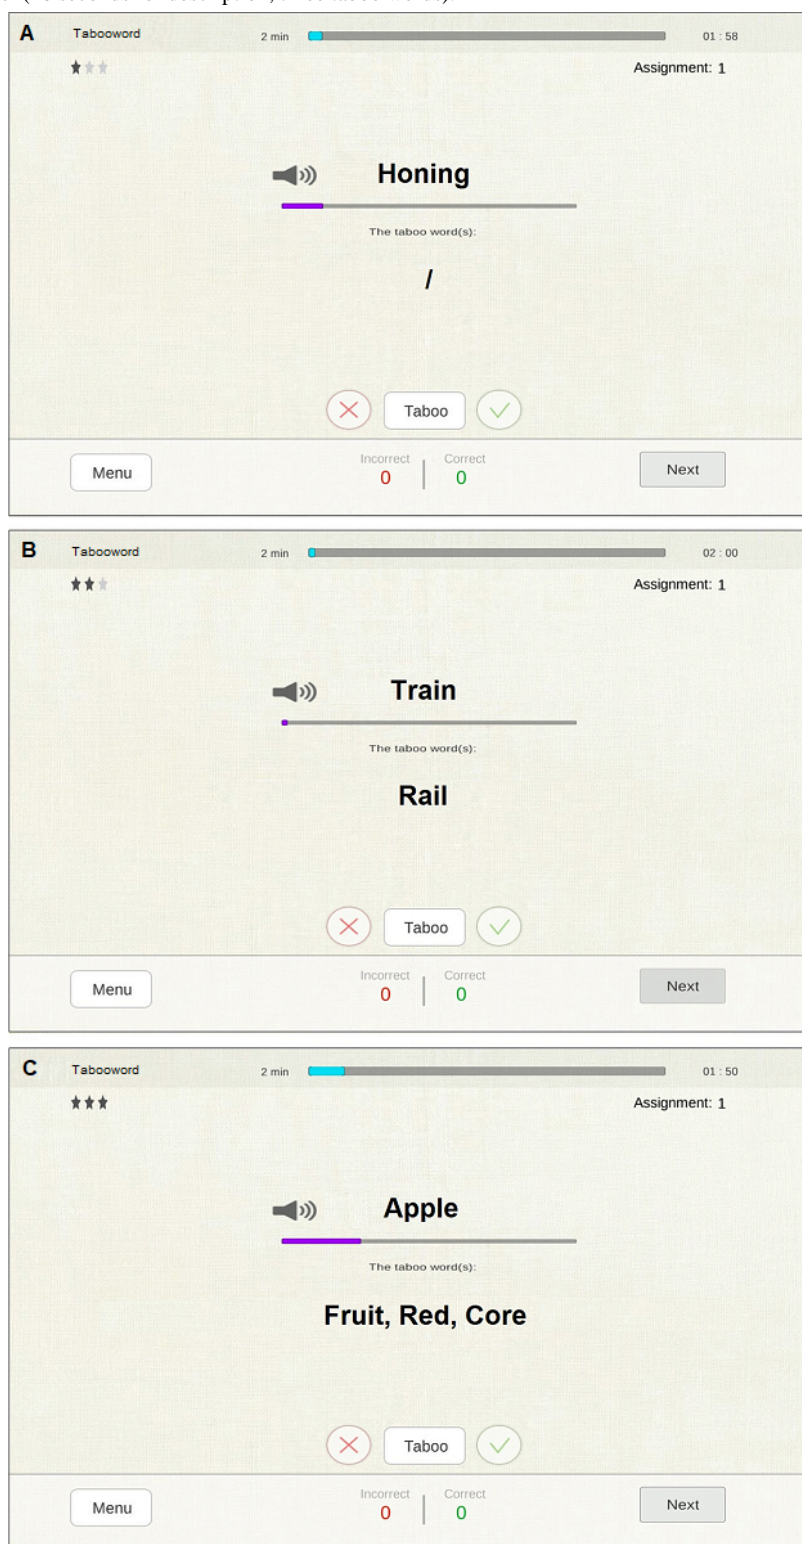 A Tabooword 2 min 01 : 58
Assignment: 1
Honing
The taboo word(s):
/
Taboo
Menu
Incorrect Correct
0 0
Next
B Tabooword 2 min 02 : 00
Assignment: 1
Train
The taboo word(s):
Rail
Taboo
Menu
Incorrect Correct
0 0
Next
C Tabooword 2 min 01 : 50
Assignment: 1
Apple
The taboo word(s):
Fruit, Red, Core
Taboo
Menu
Incorrect Correct
0 0
Next